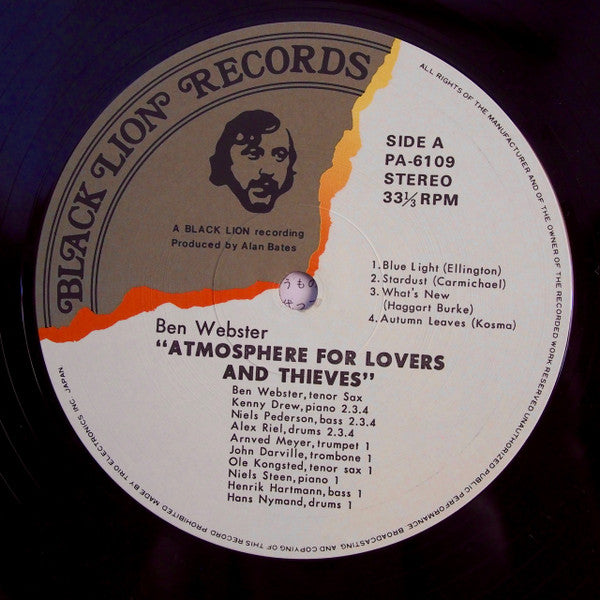 BLACK LION RECORDS
A BLACK LION recording
Produced by Alan Bates
SIDE A
PA-6109
STEREO
33⅓ RPM
1.Blue Light (Ellington)
2.Stardust (Carmichael)
3.What's New
(Haggart Burke)
4.Autumn Leaves (Kosma)
Ben Webster
"ATMOSPHERE FOR LOVERS
AND THIEVES"
Ben Webster, tenor Sax
Kenny Drew, piano 2.3.4
Niels Pederson, bass 2.3.4
Alex Riel, drums 2.3.4
Arnved Meyer, trumpet 1
John Darville, trombone 1
Ole Kongsted, tenor sax 1
Niels Steen, piano 1
Henrik Hartmann, bass 1
Hans Nymand, drums 1
ALL RIGHTS OF THE MANUFACTURER AND OF THE OWNER OF THE RECORDED WORK RESERVED UNAUTHORIZED PUBLIC PERFORMANCE BROADCASTING AND COPYING OF THIS RECORD PROHIBITED MADE BY TRIO ELECTRONICS INC. JAPAN